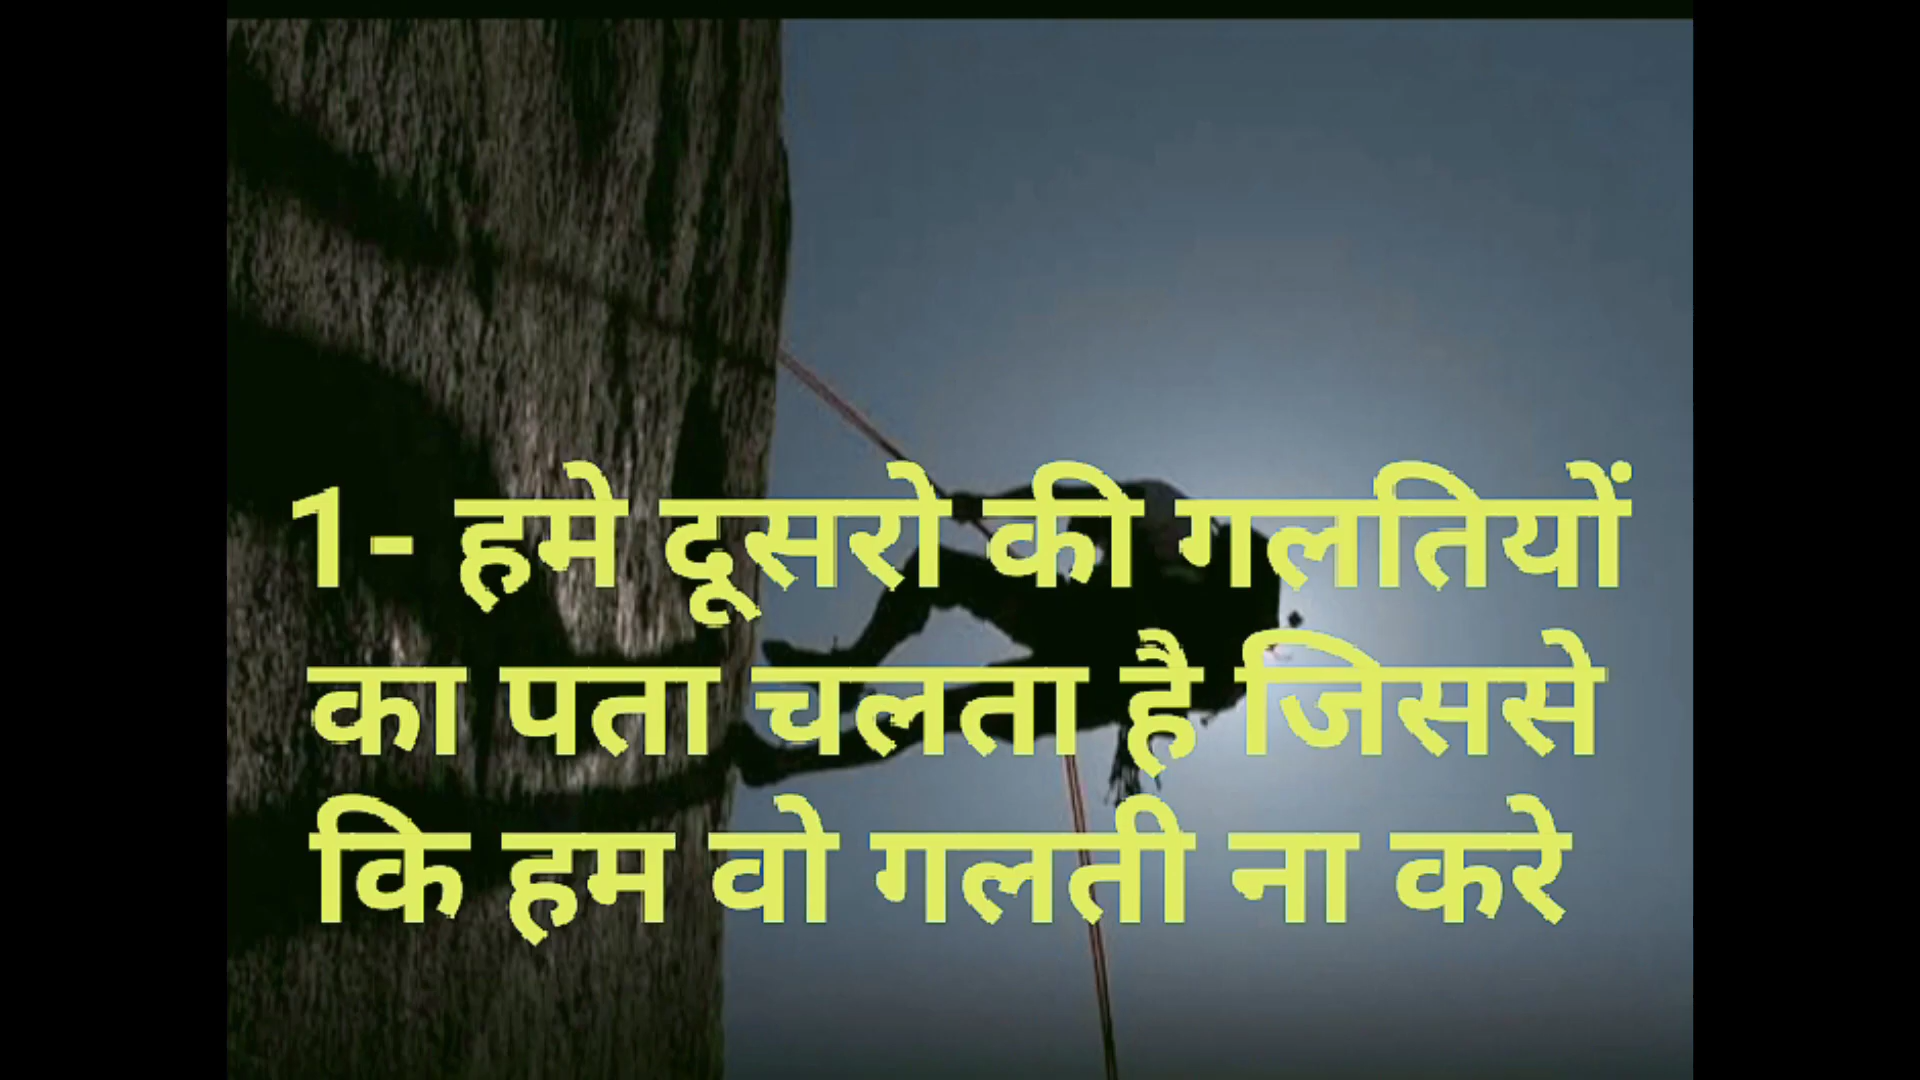 1- हमे दूसरो की गलतियों
का पता चलता है जिससे
कि हम वो गलती ना करे